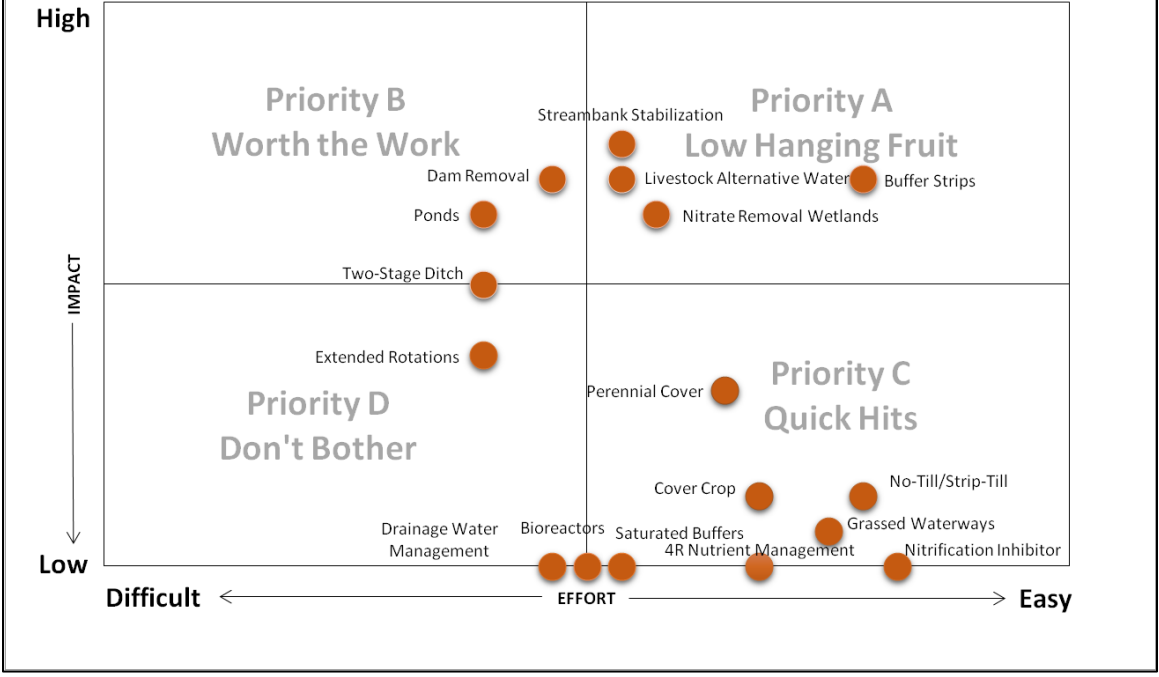 High
Priority B
Worth the Work
Priority A
Low Hanging Fruit
Streambank Stabilization
Dam Removal
Livestock Alternative Water
Buffer Strips
Ponds
Nitrate Removal Wetlands
Two-Stage Ditch
IMPACT
Extended Rotations
Perennial Cover
Priority C
Quick Hits
Priority D
Don't Bother
Cover Crop
No-Till/Strip-Till
Drainage Water
Management
Bioreactors
Saturated Buffers
Grassed Waterways
4R Nutrient Management
Nitrification Inhibitor
Low
Difficult
EFFORT
Easy